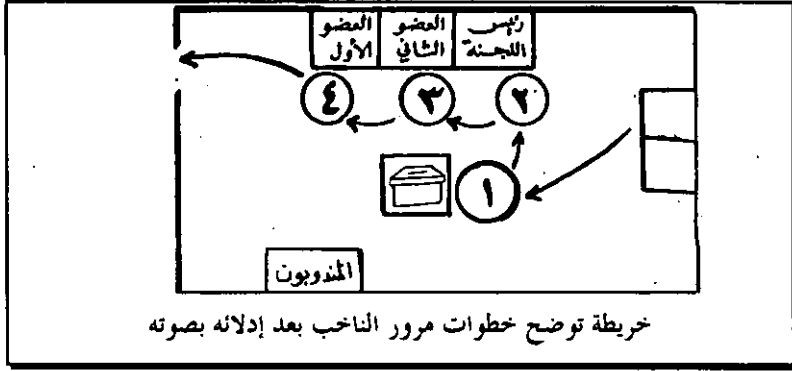 رئيس اللجنة
العضو الثاني
العضو الأول
٢
٣
٤
١
المندوبون
خريطة توضح خطوات مرور الناخب بعد إدلائه بصوته